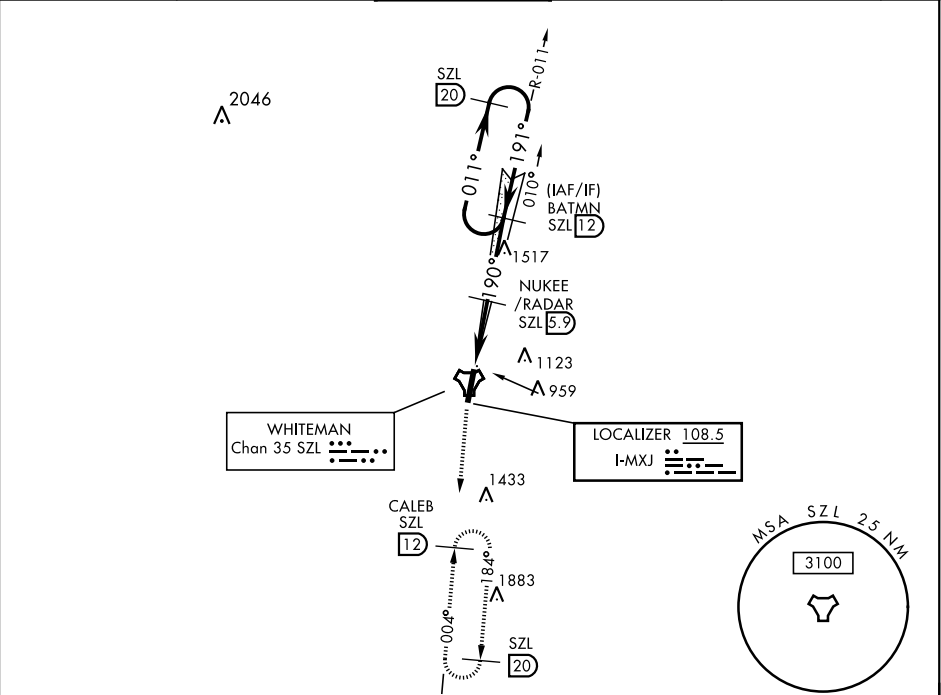 2046
SZL
20
R-011
011°
191°
010°
(IAF/IF)
BATMN
SZL 12
1517
190°
NUKEE
/RADAR
SZL 5.9
1123
959
WHITEMAN
Chan 35 SZL
LOCALIZER 108.5
I-MXJ
1433
CALEB
SZL
12
184°
1883
004°
SZL
20
MSA SZL 25 NM
3100